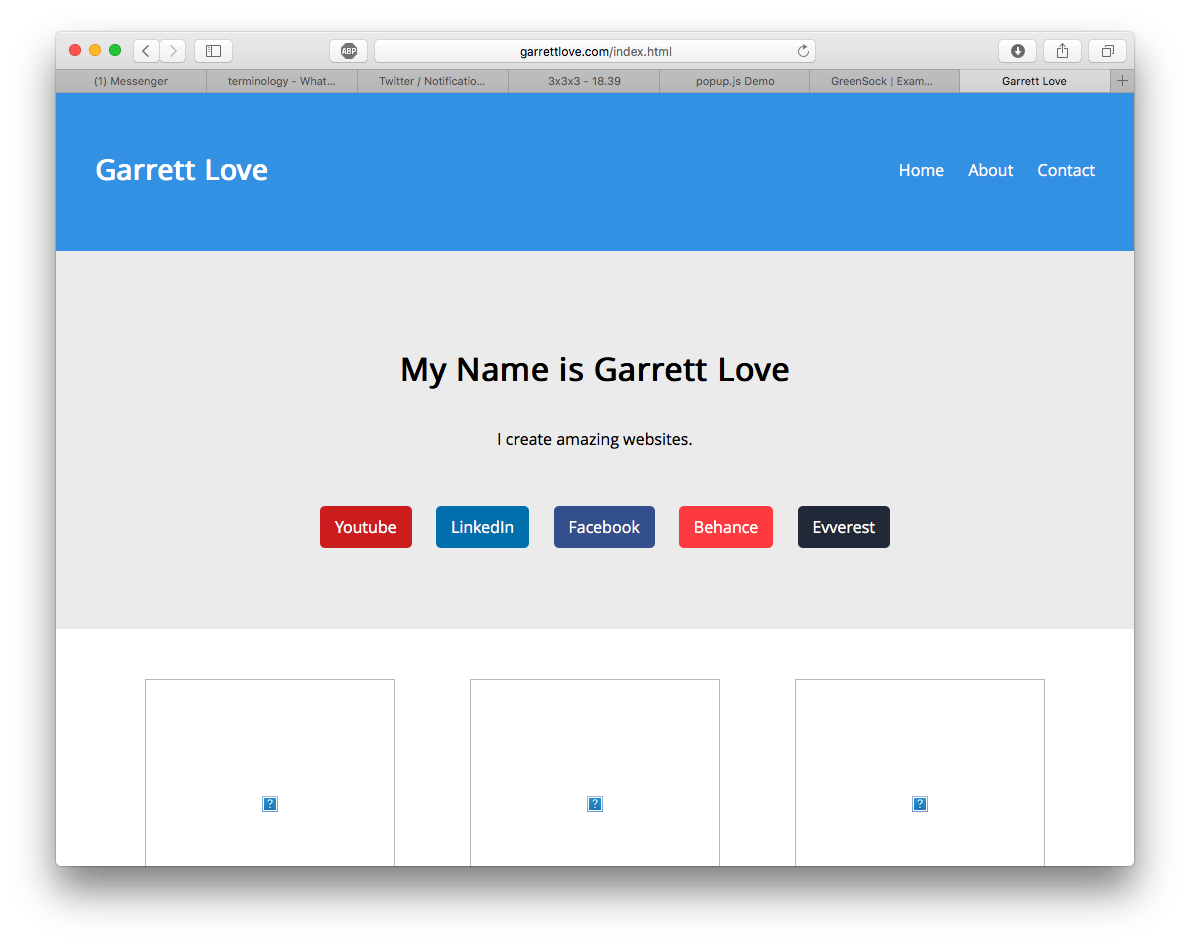 ABP
garrettlove.com/index.html
(1) Messenger
terminology - What...
Twitter / Notificatio...
3x3x3 - 18.39
popup.js Demo
GreenSock | Exam...
Garrett Love
Garrett Love
Home
About
Contact
My Name is Garrett Love
I create amazing websites.
Youtube
LinkedIn
Facebook
Behance
Evverest
?
?
?